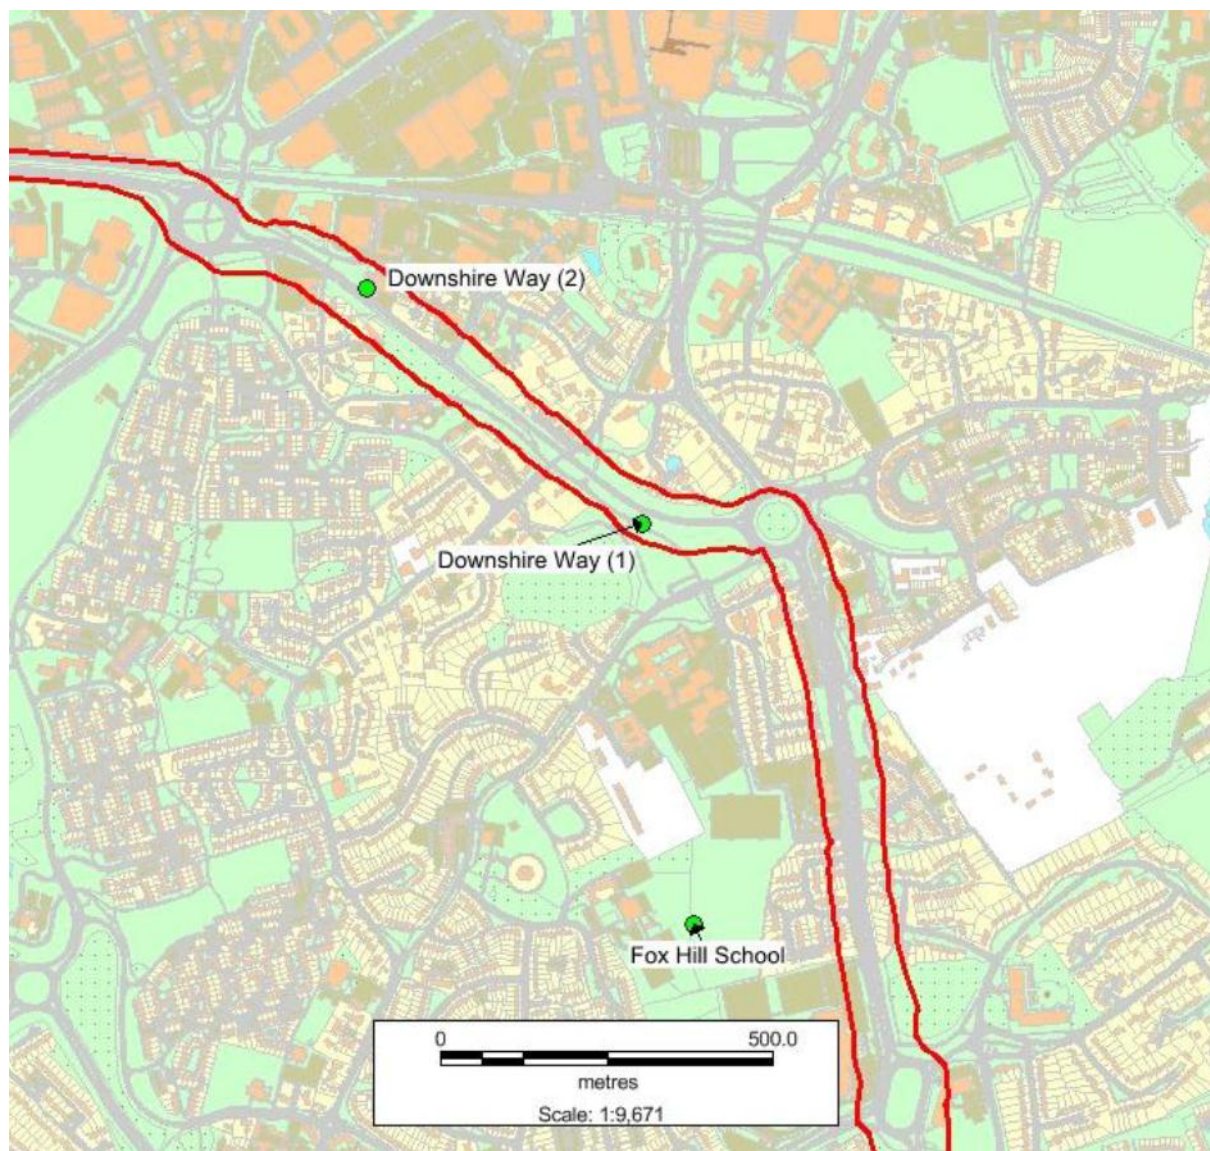 Downshire Way (2)
Downshire Way (1)
Fox Hill School
0 500.0
metres
Scale: 1:9,671